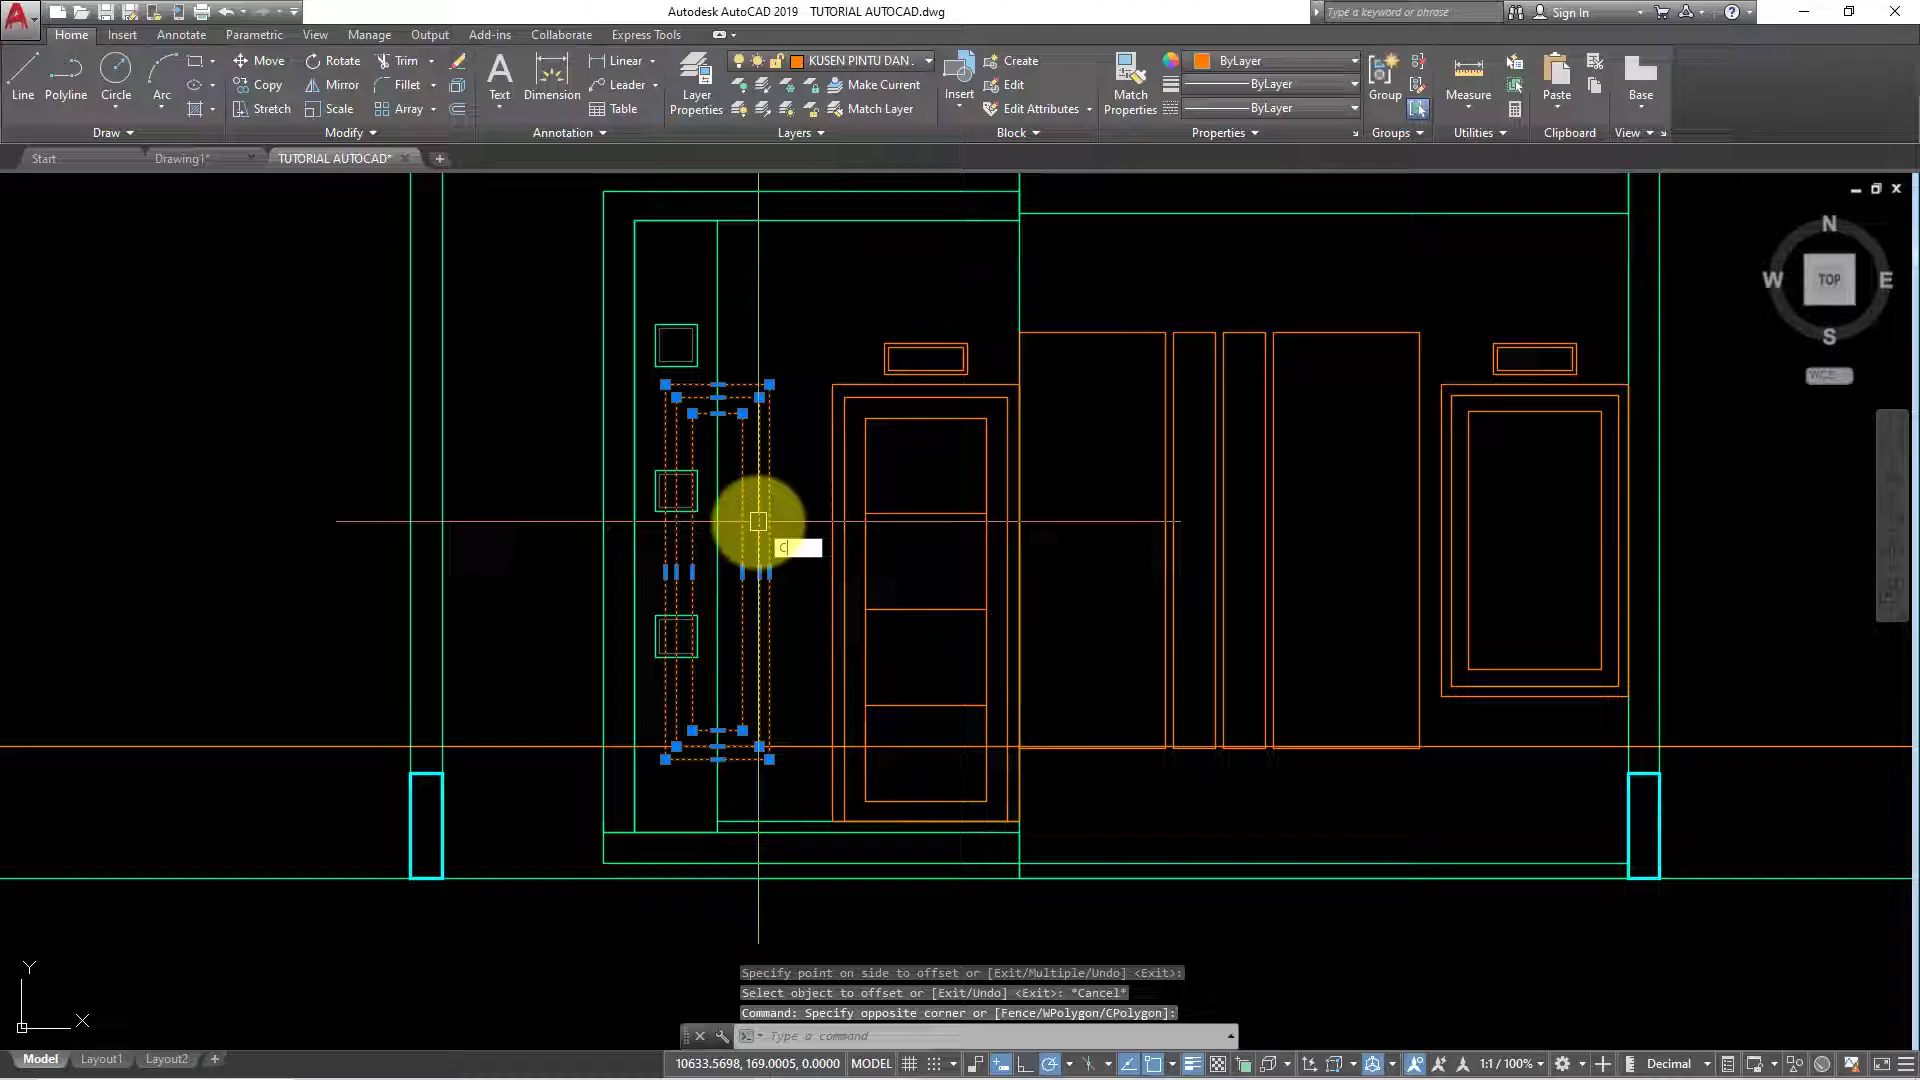 Autodesk AutoCAD 2019 TUTORIAL AUTOCAD.dwg
Type a keyword or phrase
Sign In
Home Insert Annotate Parametric View Manage Output Add-ins Collaborate Express Tools
Line Polyline Circle Arc
Move Rotate Trim
Copy Mirror Fillet
Stretch Scale Array
Text Dimension
Linear
Leader
Table
Layer Properties
KUSEN PINTU DAN .
Make Current
Match Layer
Insert
Create
Edit
Edit Attributes
Match Properties
ByLayer
ByLayer
ByLayer
Group
Measure
Paste
Base
Draw Modify Annotation Layers Block Properties Groups Utilities Clipboard View
Start Drawing1* TUTORIAL AUTOCAD*
N
W TOP E
S
C
Y
X
Specify point on side to offset or [Exit/Multiple/Undo] <Exit>:
Select object to offset or [Exit/Undo] <Exit>: *Cancel*
Command: Specify opposite corner or [Fence/WPolygon/CPolygon]:
Type a command
Model Layout1 Layout2
10633.5698, 169.0005, 0.0000 MODEL
1:1 / 100%
Decimal